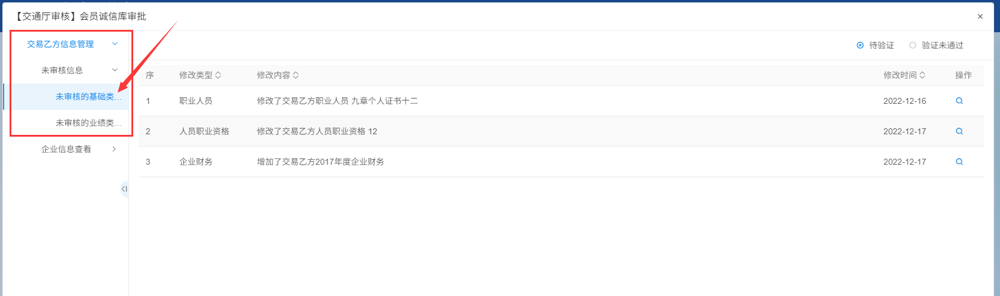 【交通厅审核】会员诚信库审批
交易乙方信息管理
未审核信息
未审核的基础类...
未审核的业绩类...
企业信息查看
待验证 验证未通过
序 修改类型 修改内容 修改时间 操作
1 职业人员 修改了交易乙方职业人员 九章个人证书十二 2022-12-16
2 人员职业资格 修改了交易乙方人员职业资格 12 2022-12-17
3 企业财务 增加了交易乙方2017年度企业财务 2022-12-17